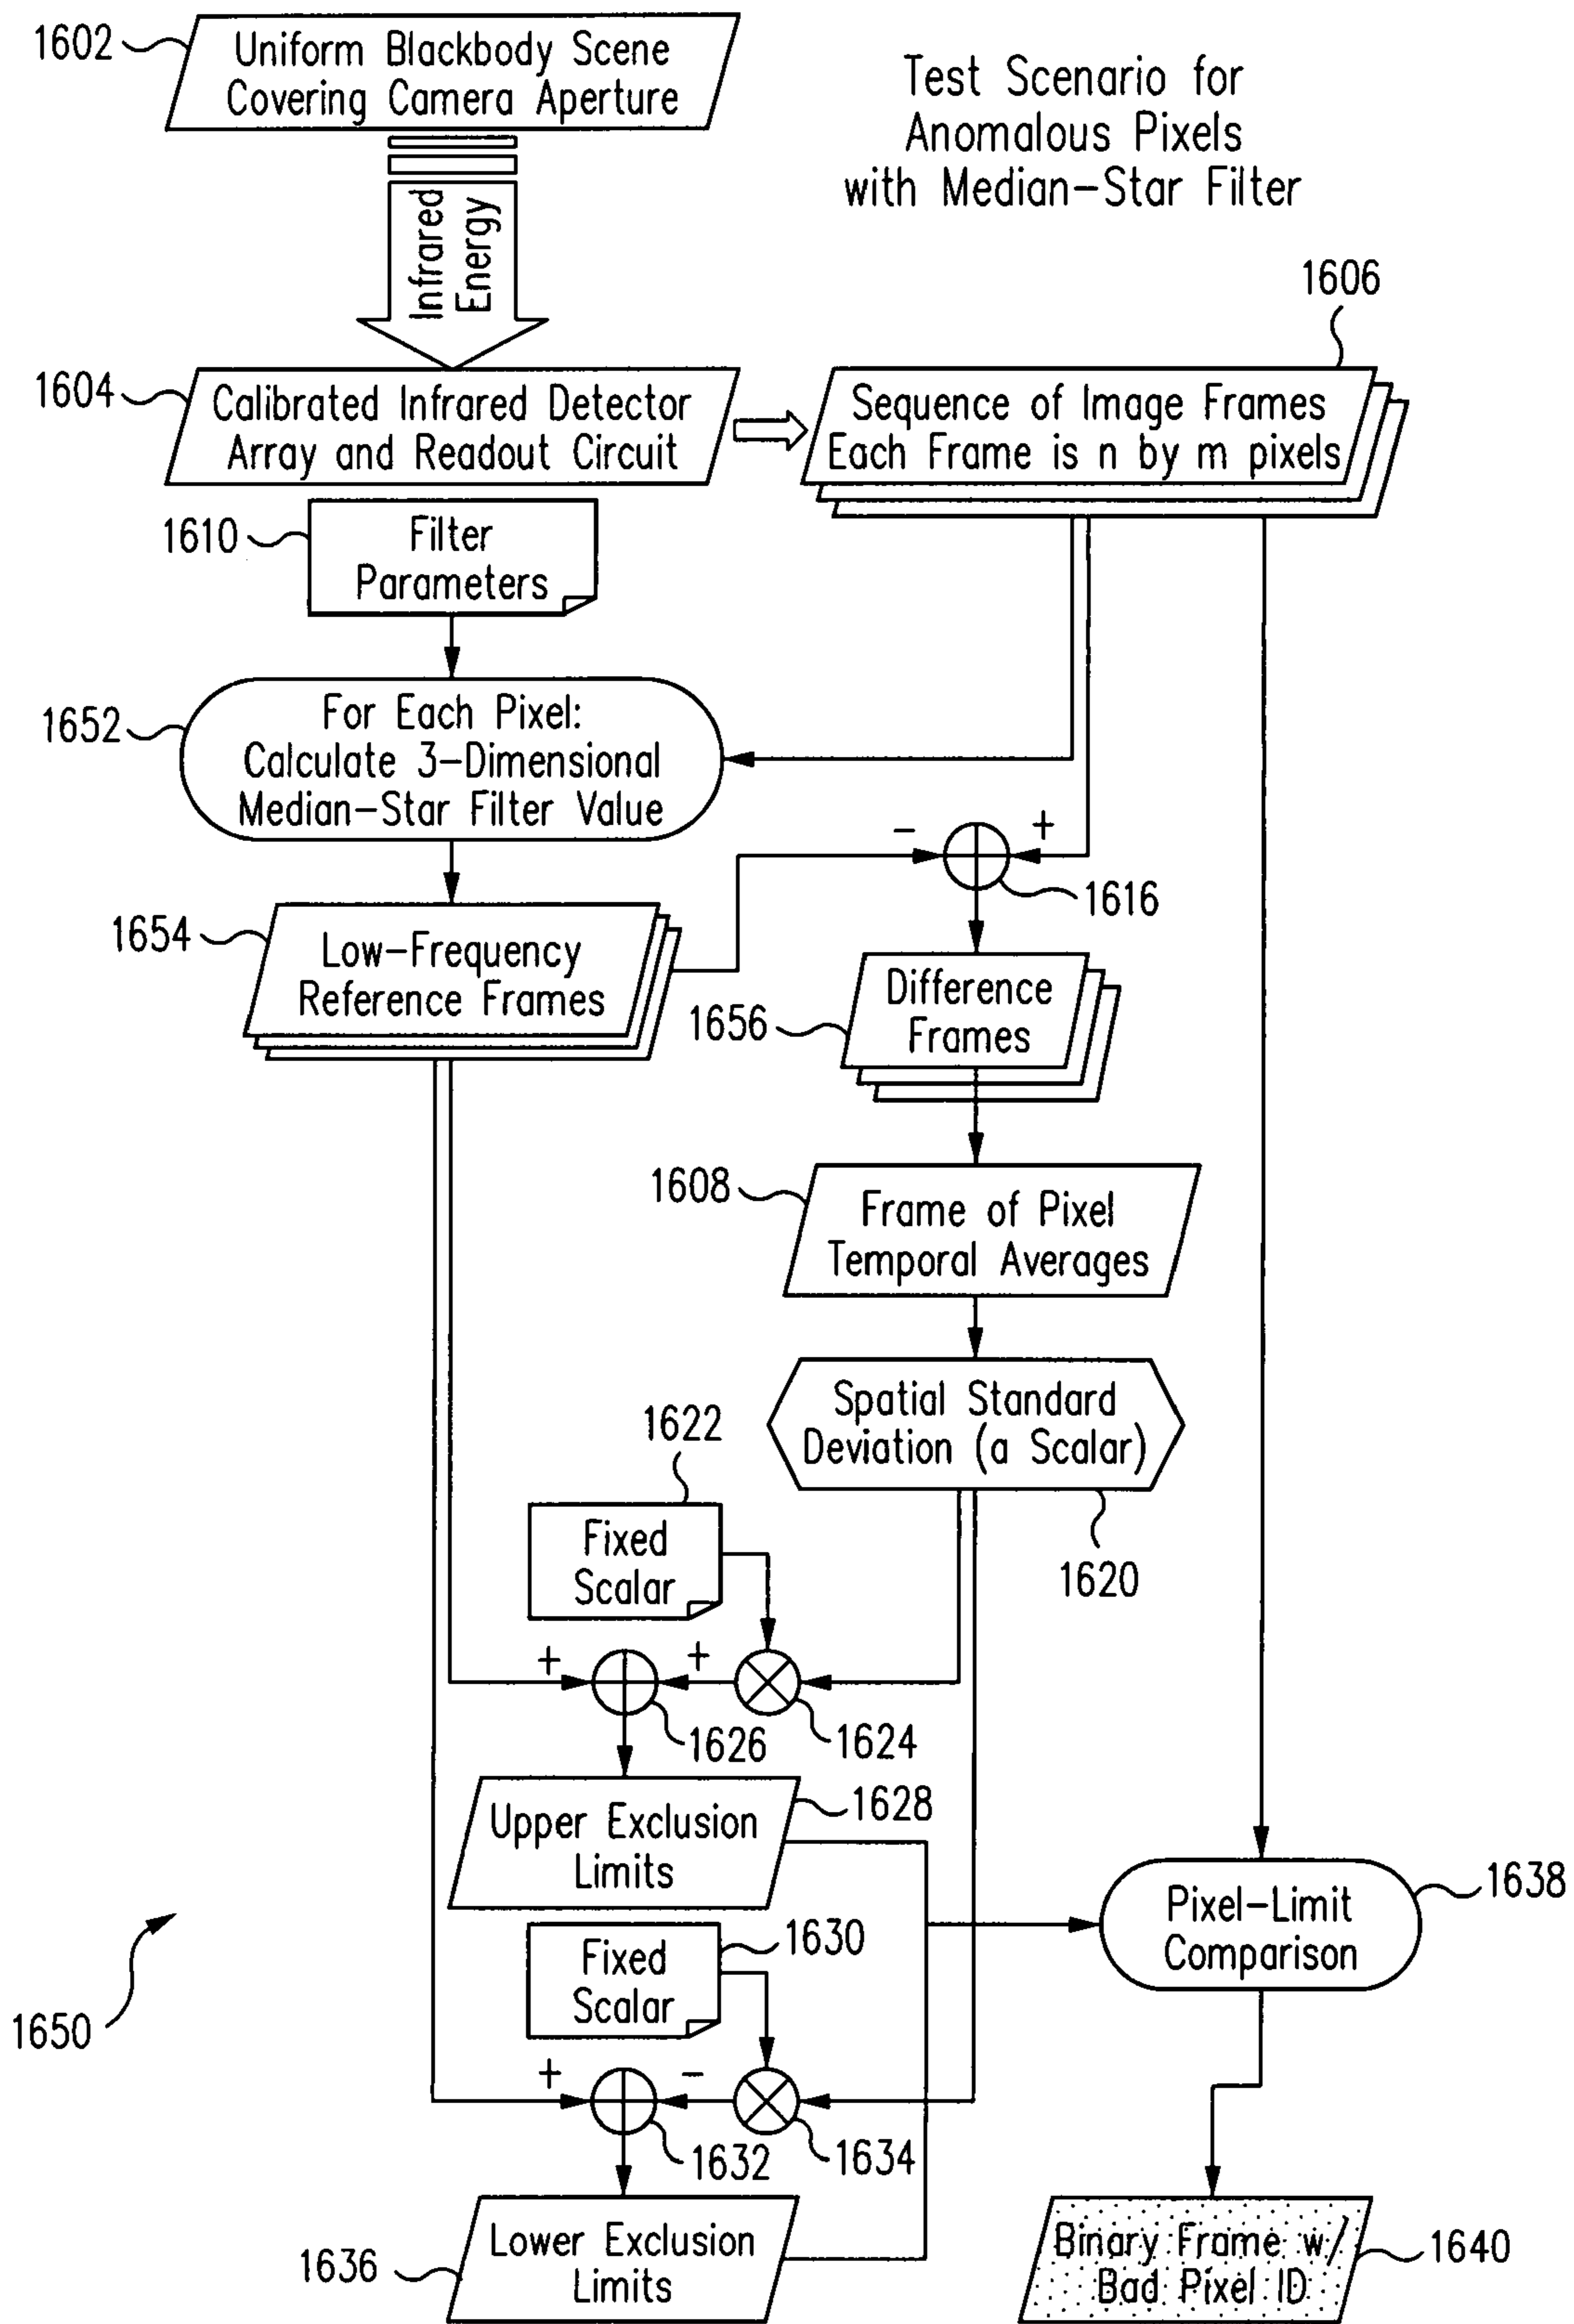 1602
Uniform Blackbody Scene
Covering Camera Aperture
Test Scenario for
Anomalous Pixels
with Median-Star Filter
Infrared
Energy
1606
1604
Calibrated Infrared Detector
Array and Readout Circuit
Sequence of Image Frames
Each Frame is n by m pixels
1610
Filter
Parameters
1652
For Each Pixel:
Calculate 3-Dimensional
Median-Star Filter Value
- +
1616
1654
Low-Frequency
Reference Frames
1656
Difference
Frames
1608
Frame of Pixel
Temporal Averages
Spatial Standard
Deviation (a Scalar)
1620
1622
Fixed
Scalar
+ +
1626
1624
1628
Upper Exclusion
Limits
1638
Pixel-Limit
Comparison
1630
Fixed
Scalar
1650
+ -
1632
1634
1636
Lower Exclusion
Limits
Binary Frame w/
Bad Pixel ID
1640